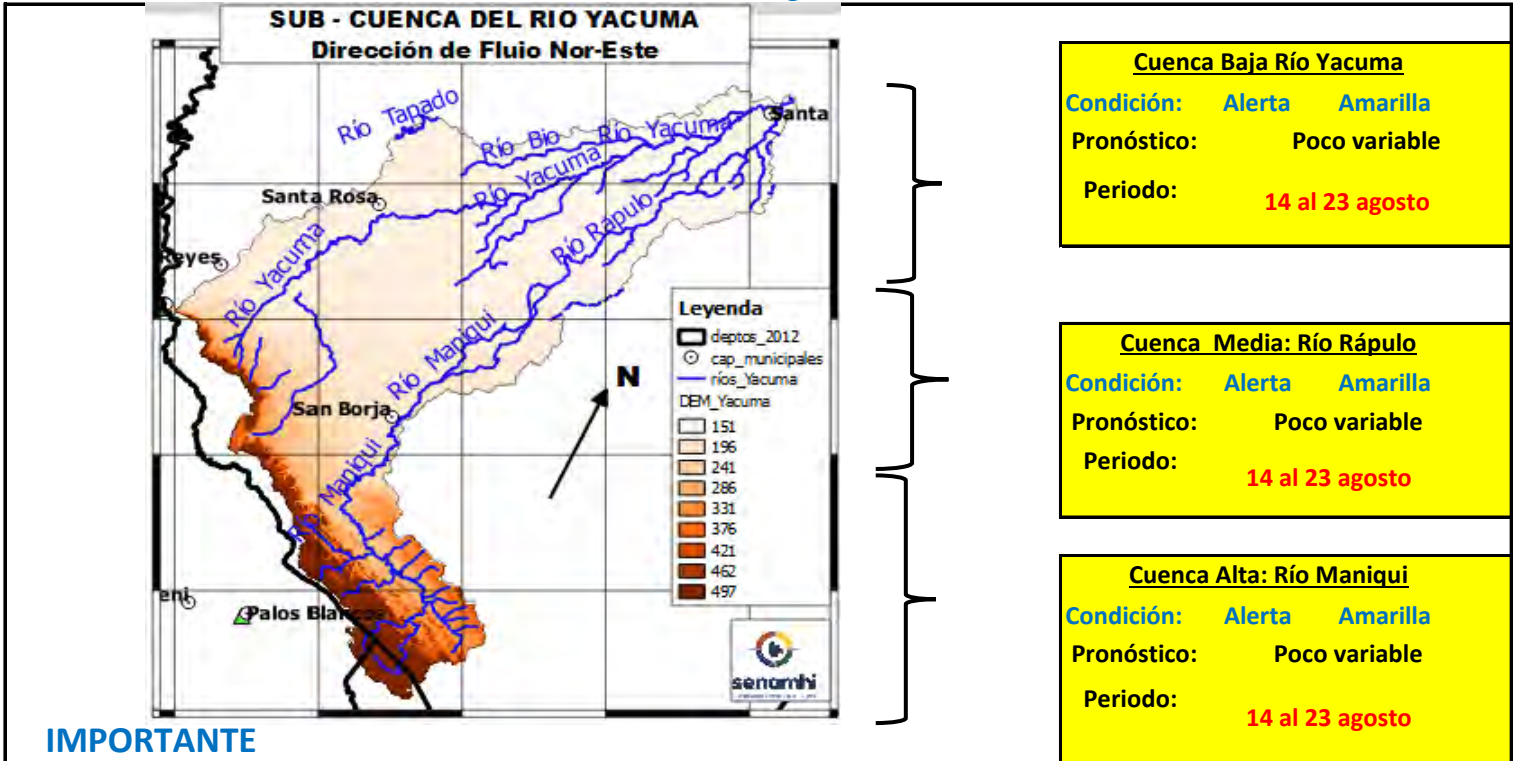 SUB - CUENCA DEL RIO YACUMA
Dirección de Flujo Nor-Este
Río Tapado
Río Bio
Río Yacuma
Santa
Río Yacuma
Santa Rosa
Río Rápulo
Reyes
Río Yacuma
Río Maniqui
San Borja
Río Maniqui
eni
Palos Blancos
N
Leyenda
deptos_2012
cap_municipales
ríos_Yacuma
DEM_Yacuma
151
196
241
286
331
376
421
462
497
senamhi
Cuenca Baja Río Yacuma
Condición: Alerta Amarilla
Pronóstico: Poco variable
Periodo: 14 al 23 agosto
Cuenca Media: Río Rápulo
Condición: Alerta Amarilla
Pronóstico: Poco variable
Periodo: 14 al 23 agosto
Cuenca Alta: Río Maniqui
Condición: Alerta Amarilla
Pronóstico: Poco variable
Periodo: 14 al 23 agosto
IMPORTANTE